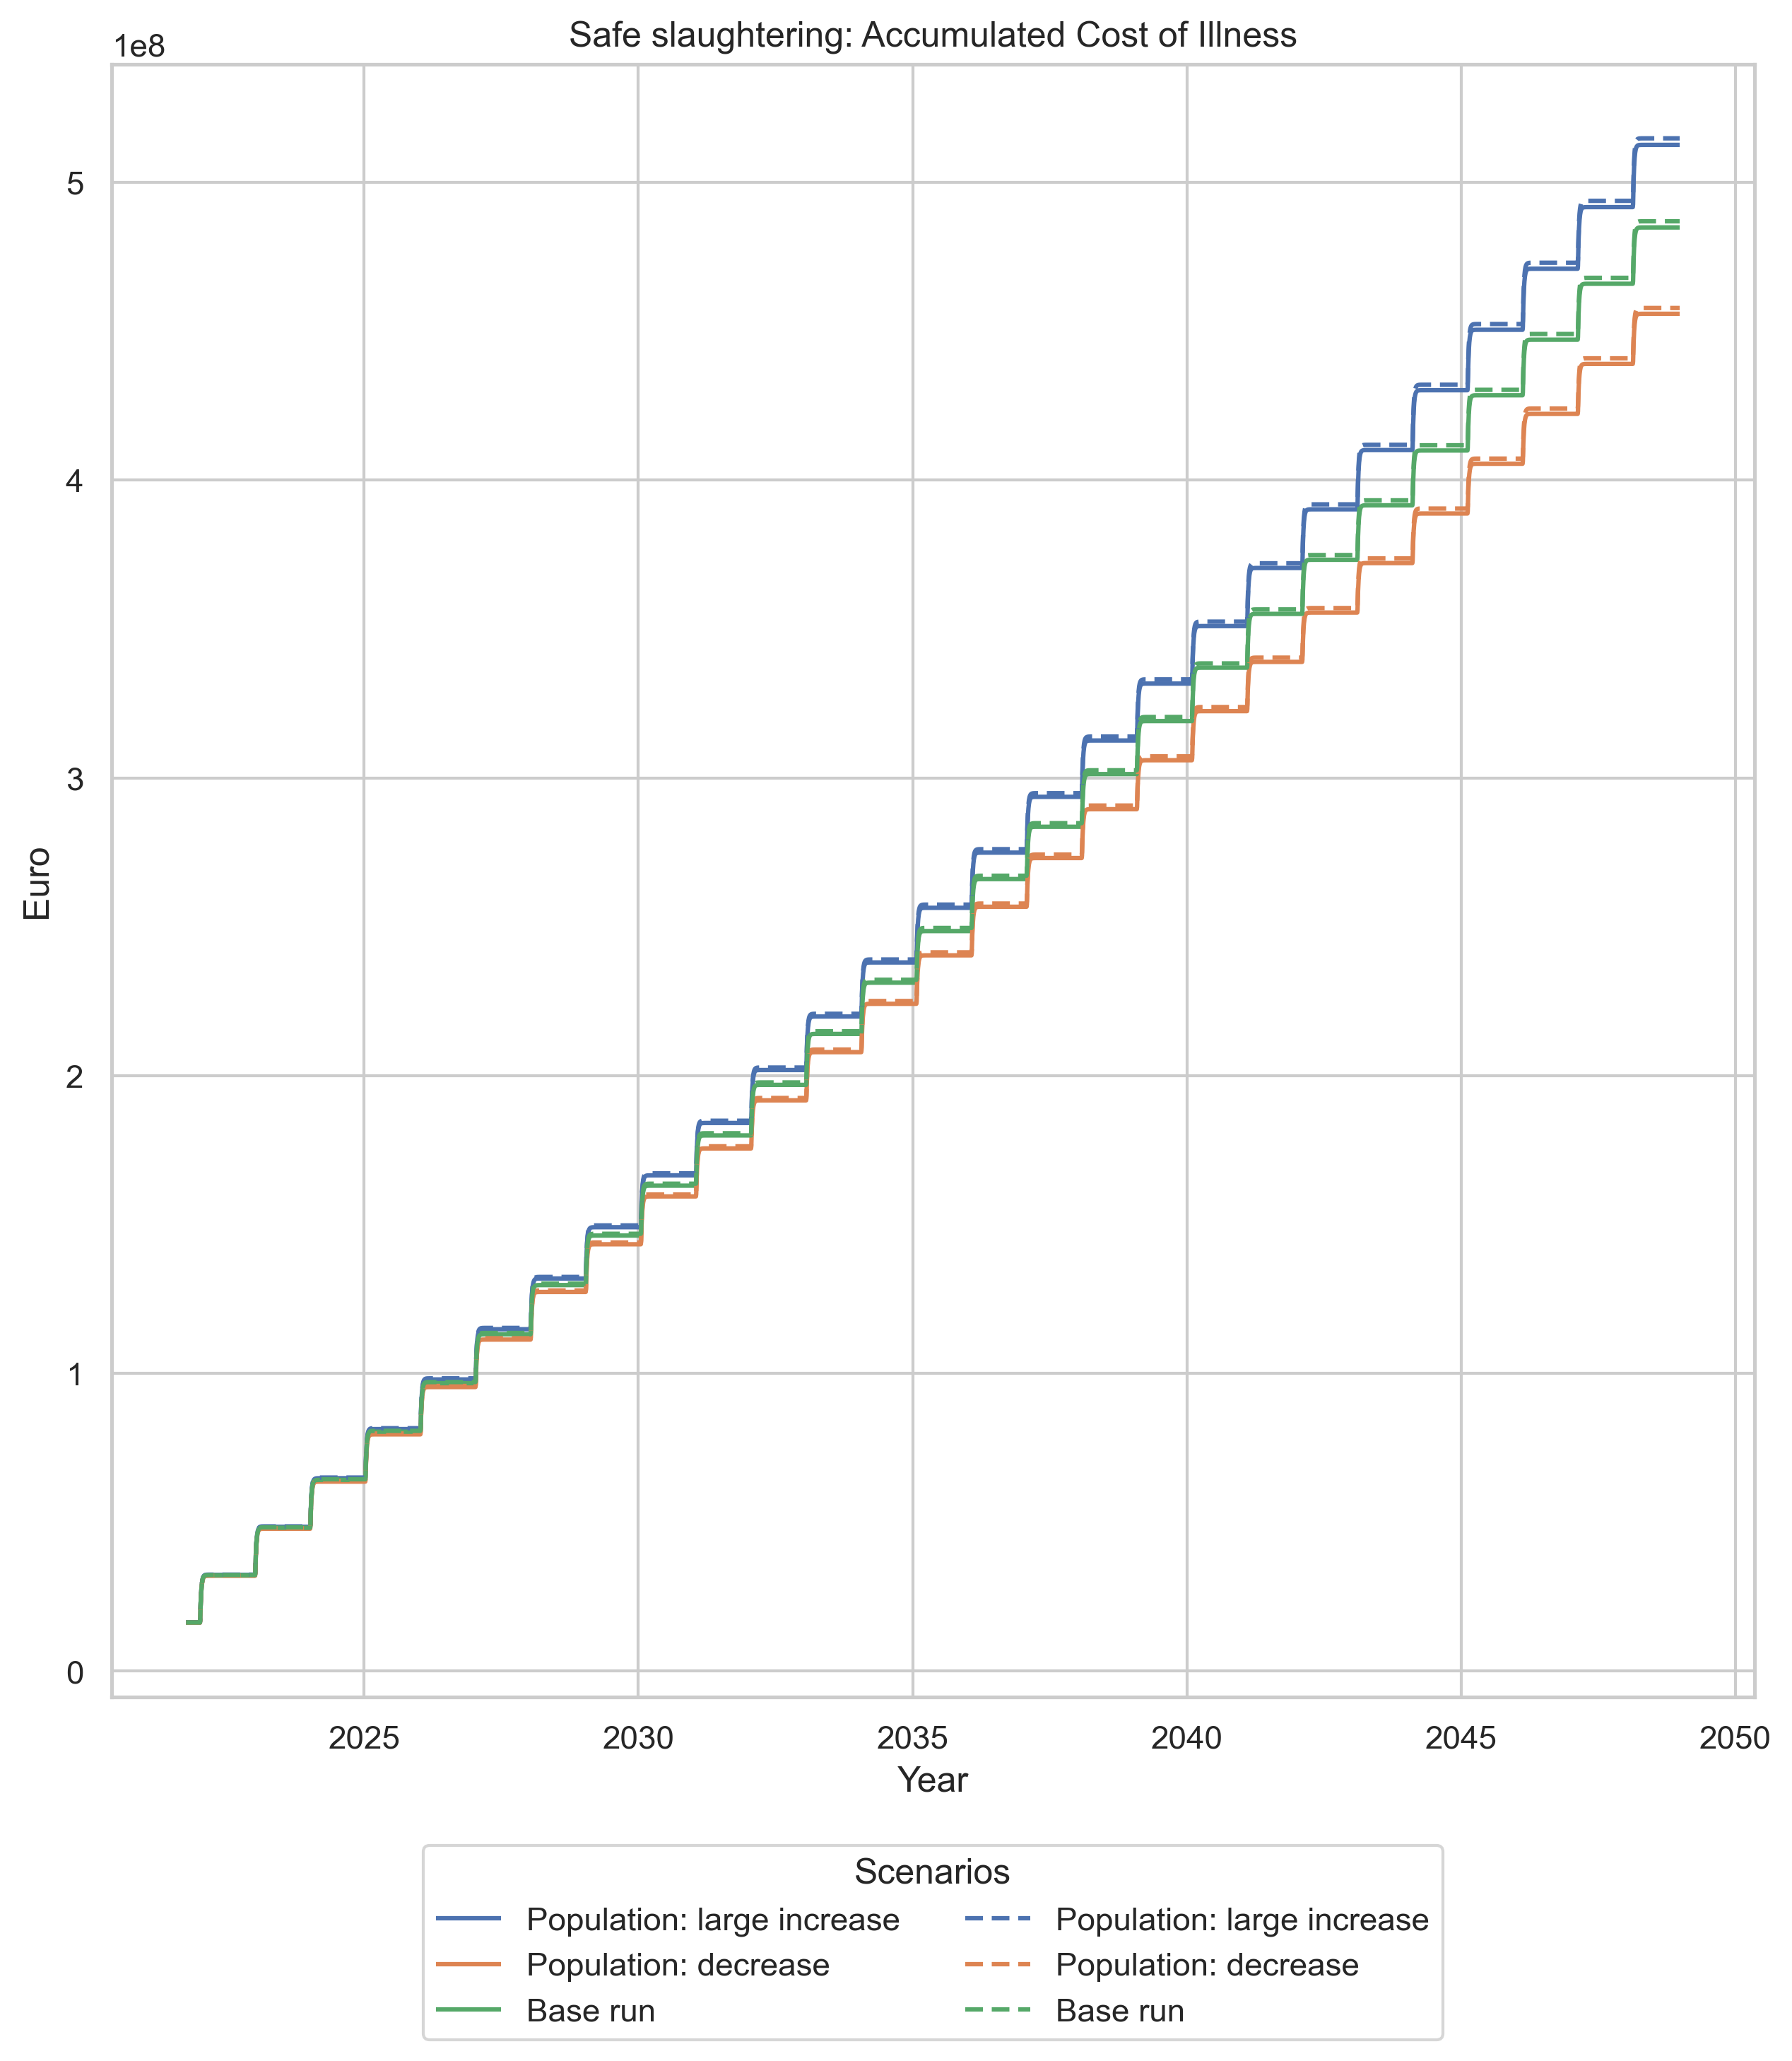 Safe slaughtering: Accumulated Cost of Illness
1e8
5
4
3
2
1
0
Euro
2025 2030 2035 2040 2045 2050
Year
Scenarios
Population: large increase Population: large increase
Population: decrease Population: decrease
Base run Base run